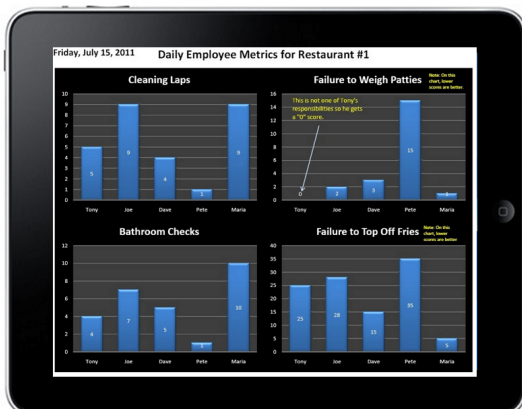 Friday, July 15, 2011
Daily Employee Metrics for Restaurant #1
Cleaning Laps
10
9
8
7
6
5
4
3
2
1
0
5
9
4
1
9
Tony Joe Dave Pete Maria
Failure to Weigh Patties
Note: On this
chart, lower
scores are better.
16
14
12
10
8
6
4
2
0
This is not one of Tony's
responsibilities so he gets
a "0" score.
0
2
3
15
1
Tony Joe Dave Pete Maria
Bathroom Checks
12
10
8
6
4
2
0
4
7
5
1
10
Tony Joe Dave Pete Maria
Failure to Top Off Fries
Note: On this
chart, lower
scores are better
40
35
30
25
20
15
10
5
0
25
28
15
35
5
Tony Joe Dave Pete Maria